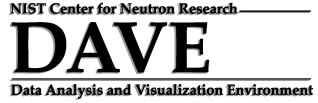 NIST Center for Neutron Research
DAVE
Data Analysis and Visualization Environment